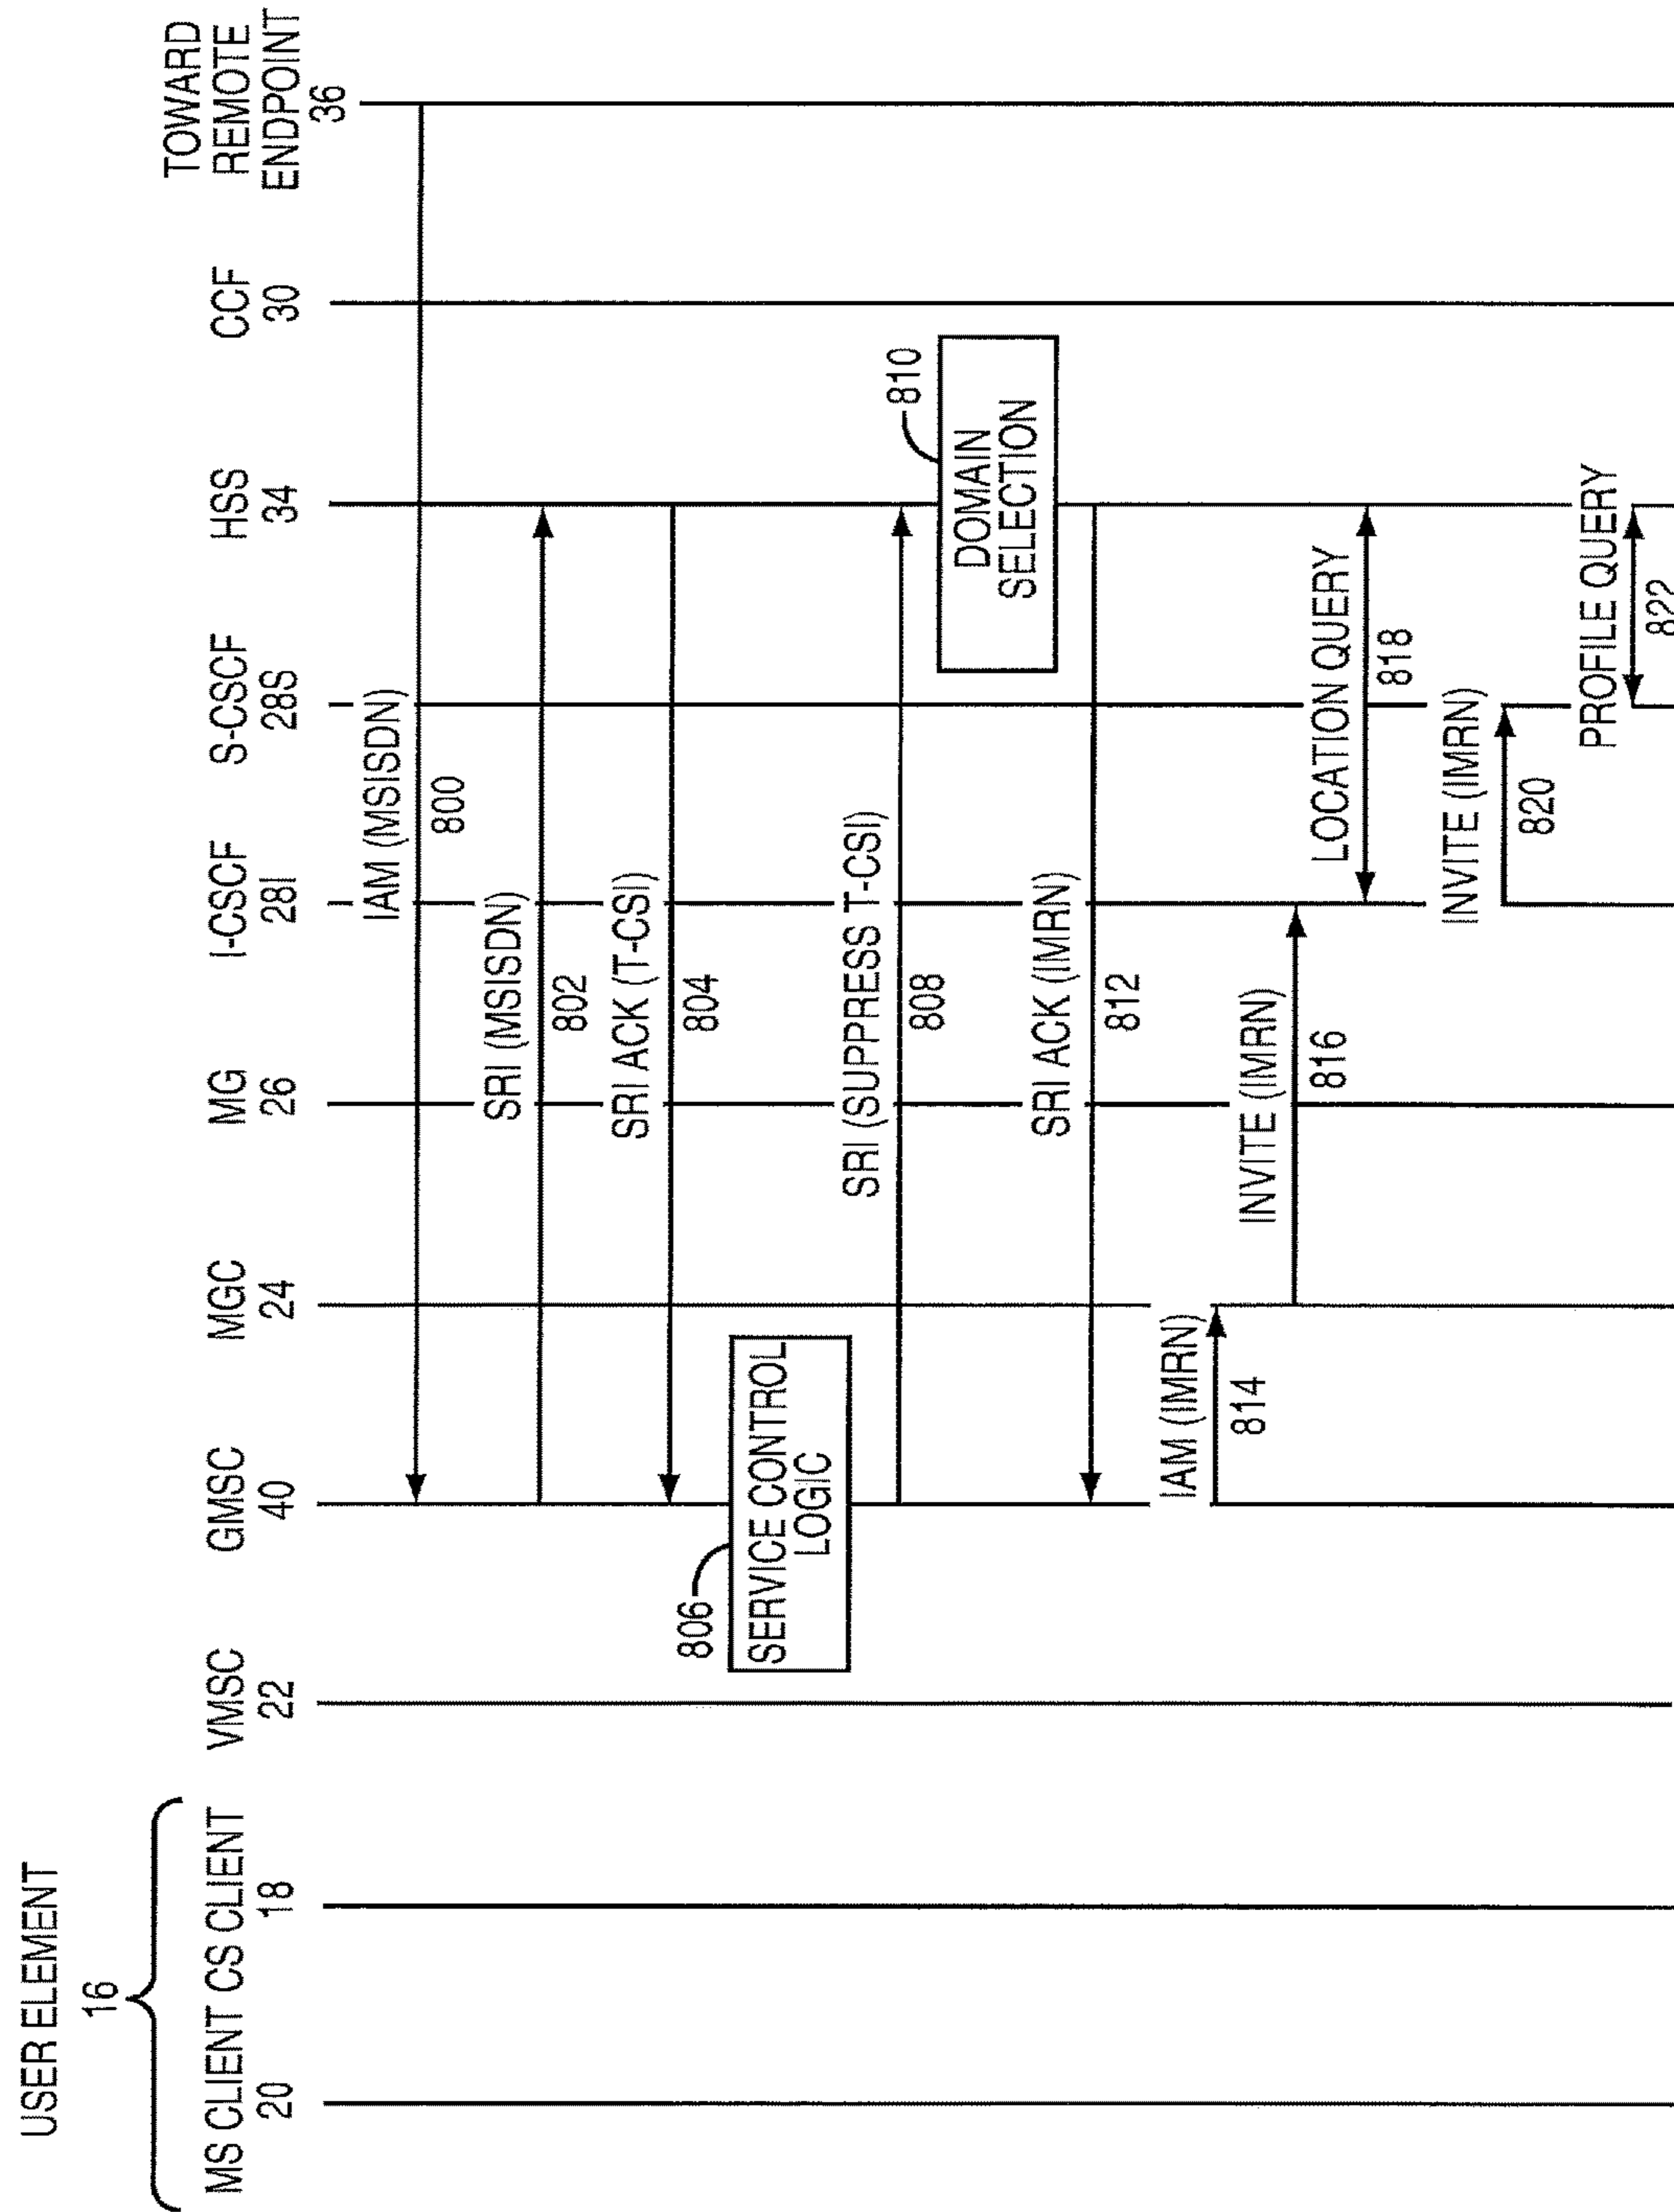 USER ELEMENT
16
MS CLIENT
20
CS CLIENT
18
VMSC
22
GMSC
40
MGC
24
MG
26
I-CSCF
28I
S-CSCF
28S
HSS
34
CCF
30
TOWARD
REMOTE
ENDPOINT
36
IAM (MSISDN)
800
SRI (MSISDN)
802
SRI ACK (T-CSI)
804
806
SERVICE CONTROL
LOGIC
SRI (SUPPRESS T-CSI)
808
810
DOMAIN
SELECTION
SRI ACK (IMRN)
812
IAM (IMRN)
814
INVITE (IMRN)
816
LOCATION QUERY
818
INVITE (IMRN)
820
PROFILE QUERY
822